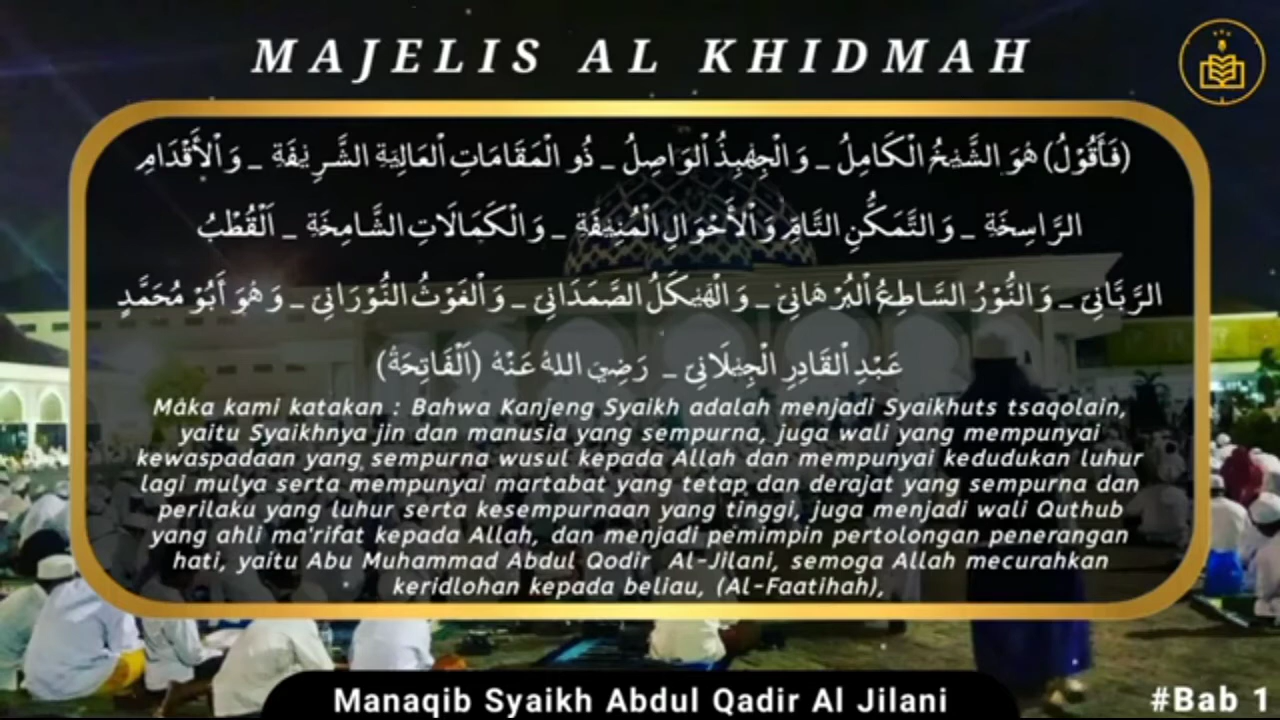 MAJELIS AL KHIDMAH
(فَأَقُوْلُ) هُوَ الشَّيْخُ الْكَامِلُ _ وَالْجِهْبِذُ الْوَاصِلُ _ ذُو الْمَقَامَاتِ الْعَالِيَةِ الشَّرِيْفَةِ _ وَالْأَقْدَامِ
الرَّاسِخَةِ _ وَالتَّمَكُّنِ التَّامِّ وَالْأَحْوَالِ الْمُنِيْفَةِ _ وَالْكَمَالَاتِ الشَّامِخَةِ _ اَلْقُطْبُ
الرَّبَّانِيْ _ وَالنُّوْرُ السَّاطِعُ الْبُرْهَانِيْ _ وَالْهَيْكَلُ الصَّمَدَانِيْ _ وَالْغَوْثُ النُّوْرَانِيْ _ وَهُوَ أَبُوْ مُحَمَّدٍ
عَبْدِ الْقَادِرِ الْجِيْلَانِيْ _ رَضِيَ اللهُ عَنْهُ (اَلْفَاتِحَةُ)
Maka kami katakan : Bahwa Kanjeng Syaikh adalah menjadi Syaikhuts tsaqolain,
yaitu Syaikhnya jin dan manusia yang sempurna, juga wali yang mempunyai
kewaspadaan yang sempurna wusul kepada Allah dan mempunyai kedudukan luhur
lagi mulya serta mempunyai martabat yang tetap dan derajat yang sempurna dan
perilaku yang luhur serta kesempurnaan yang tinggi, juga menjadi wali Quthub
yang ahli ma'rifat kepada Allah, dan menjadi pemimpin pertolongan penerangan
hati, yaitu Abu Muhammad Abdul Qodir Al-Jilani, semoga Allah mecurahkan
keridlohan kepada beliau, (Al-Faatihah),
Manaqib Syaikh Abdul Qadir Al Jilani
#Bab 1